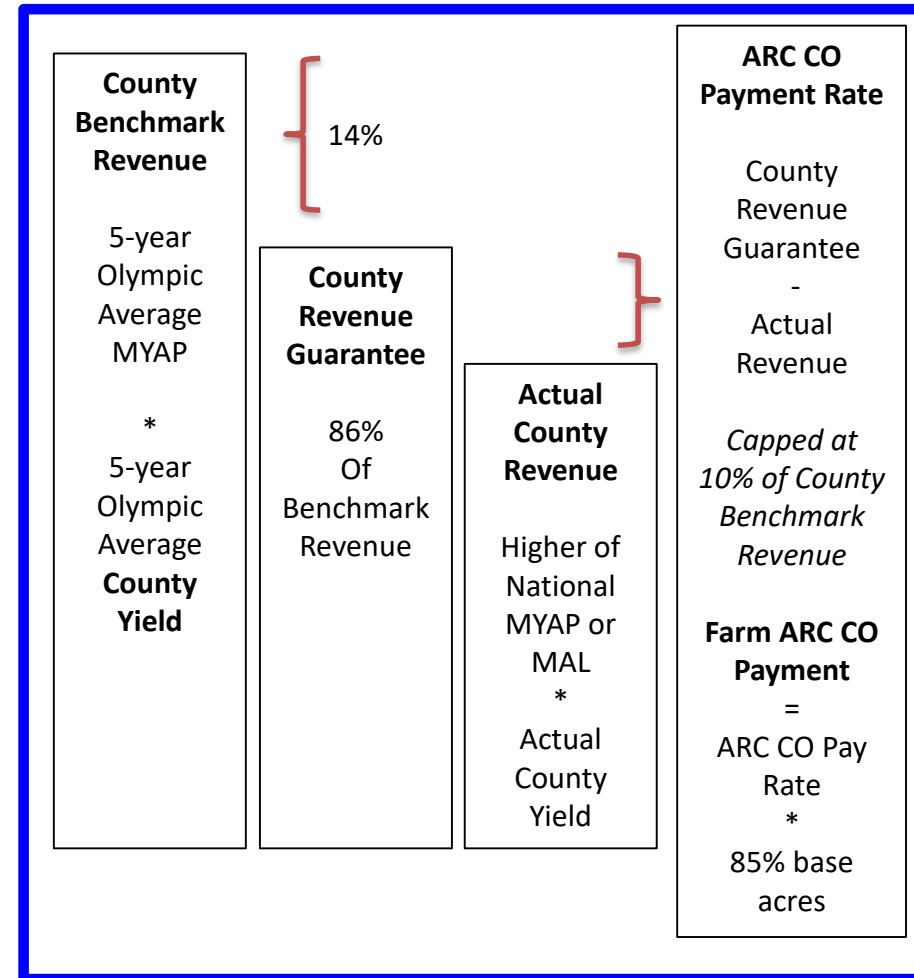 County
Benchmark
Revenue
5-year
Olympic
Average
MYAP
*
5-year
Olympic
Average
County
Yield
14%
County
Revenue
Guarantee
86%
Of
Benchmark
Revenue
Actual
County
Revenue
Higher of
National
MYAP or
MAL
*
Actual
County
Yield
ARC CO
Payment Rate
County
Revenue
Guarantee
-
Actual
Revenue
Capped at
10% of County
Benchmark
Revenue
Farm ARC CO
Payment
=
ARC CO Pay
Rate
*
85% base
acres